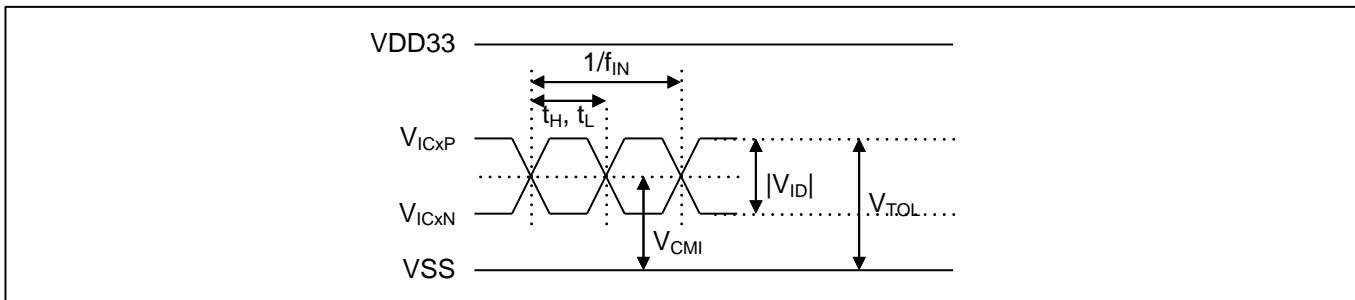 VDD33
1/fIN
tH, tL
VICxP
|VID|
VTOL
VICxN
VCMI
VSS